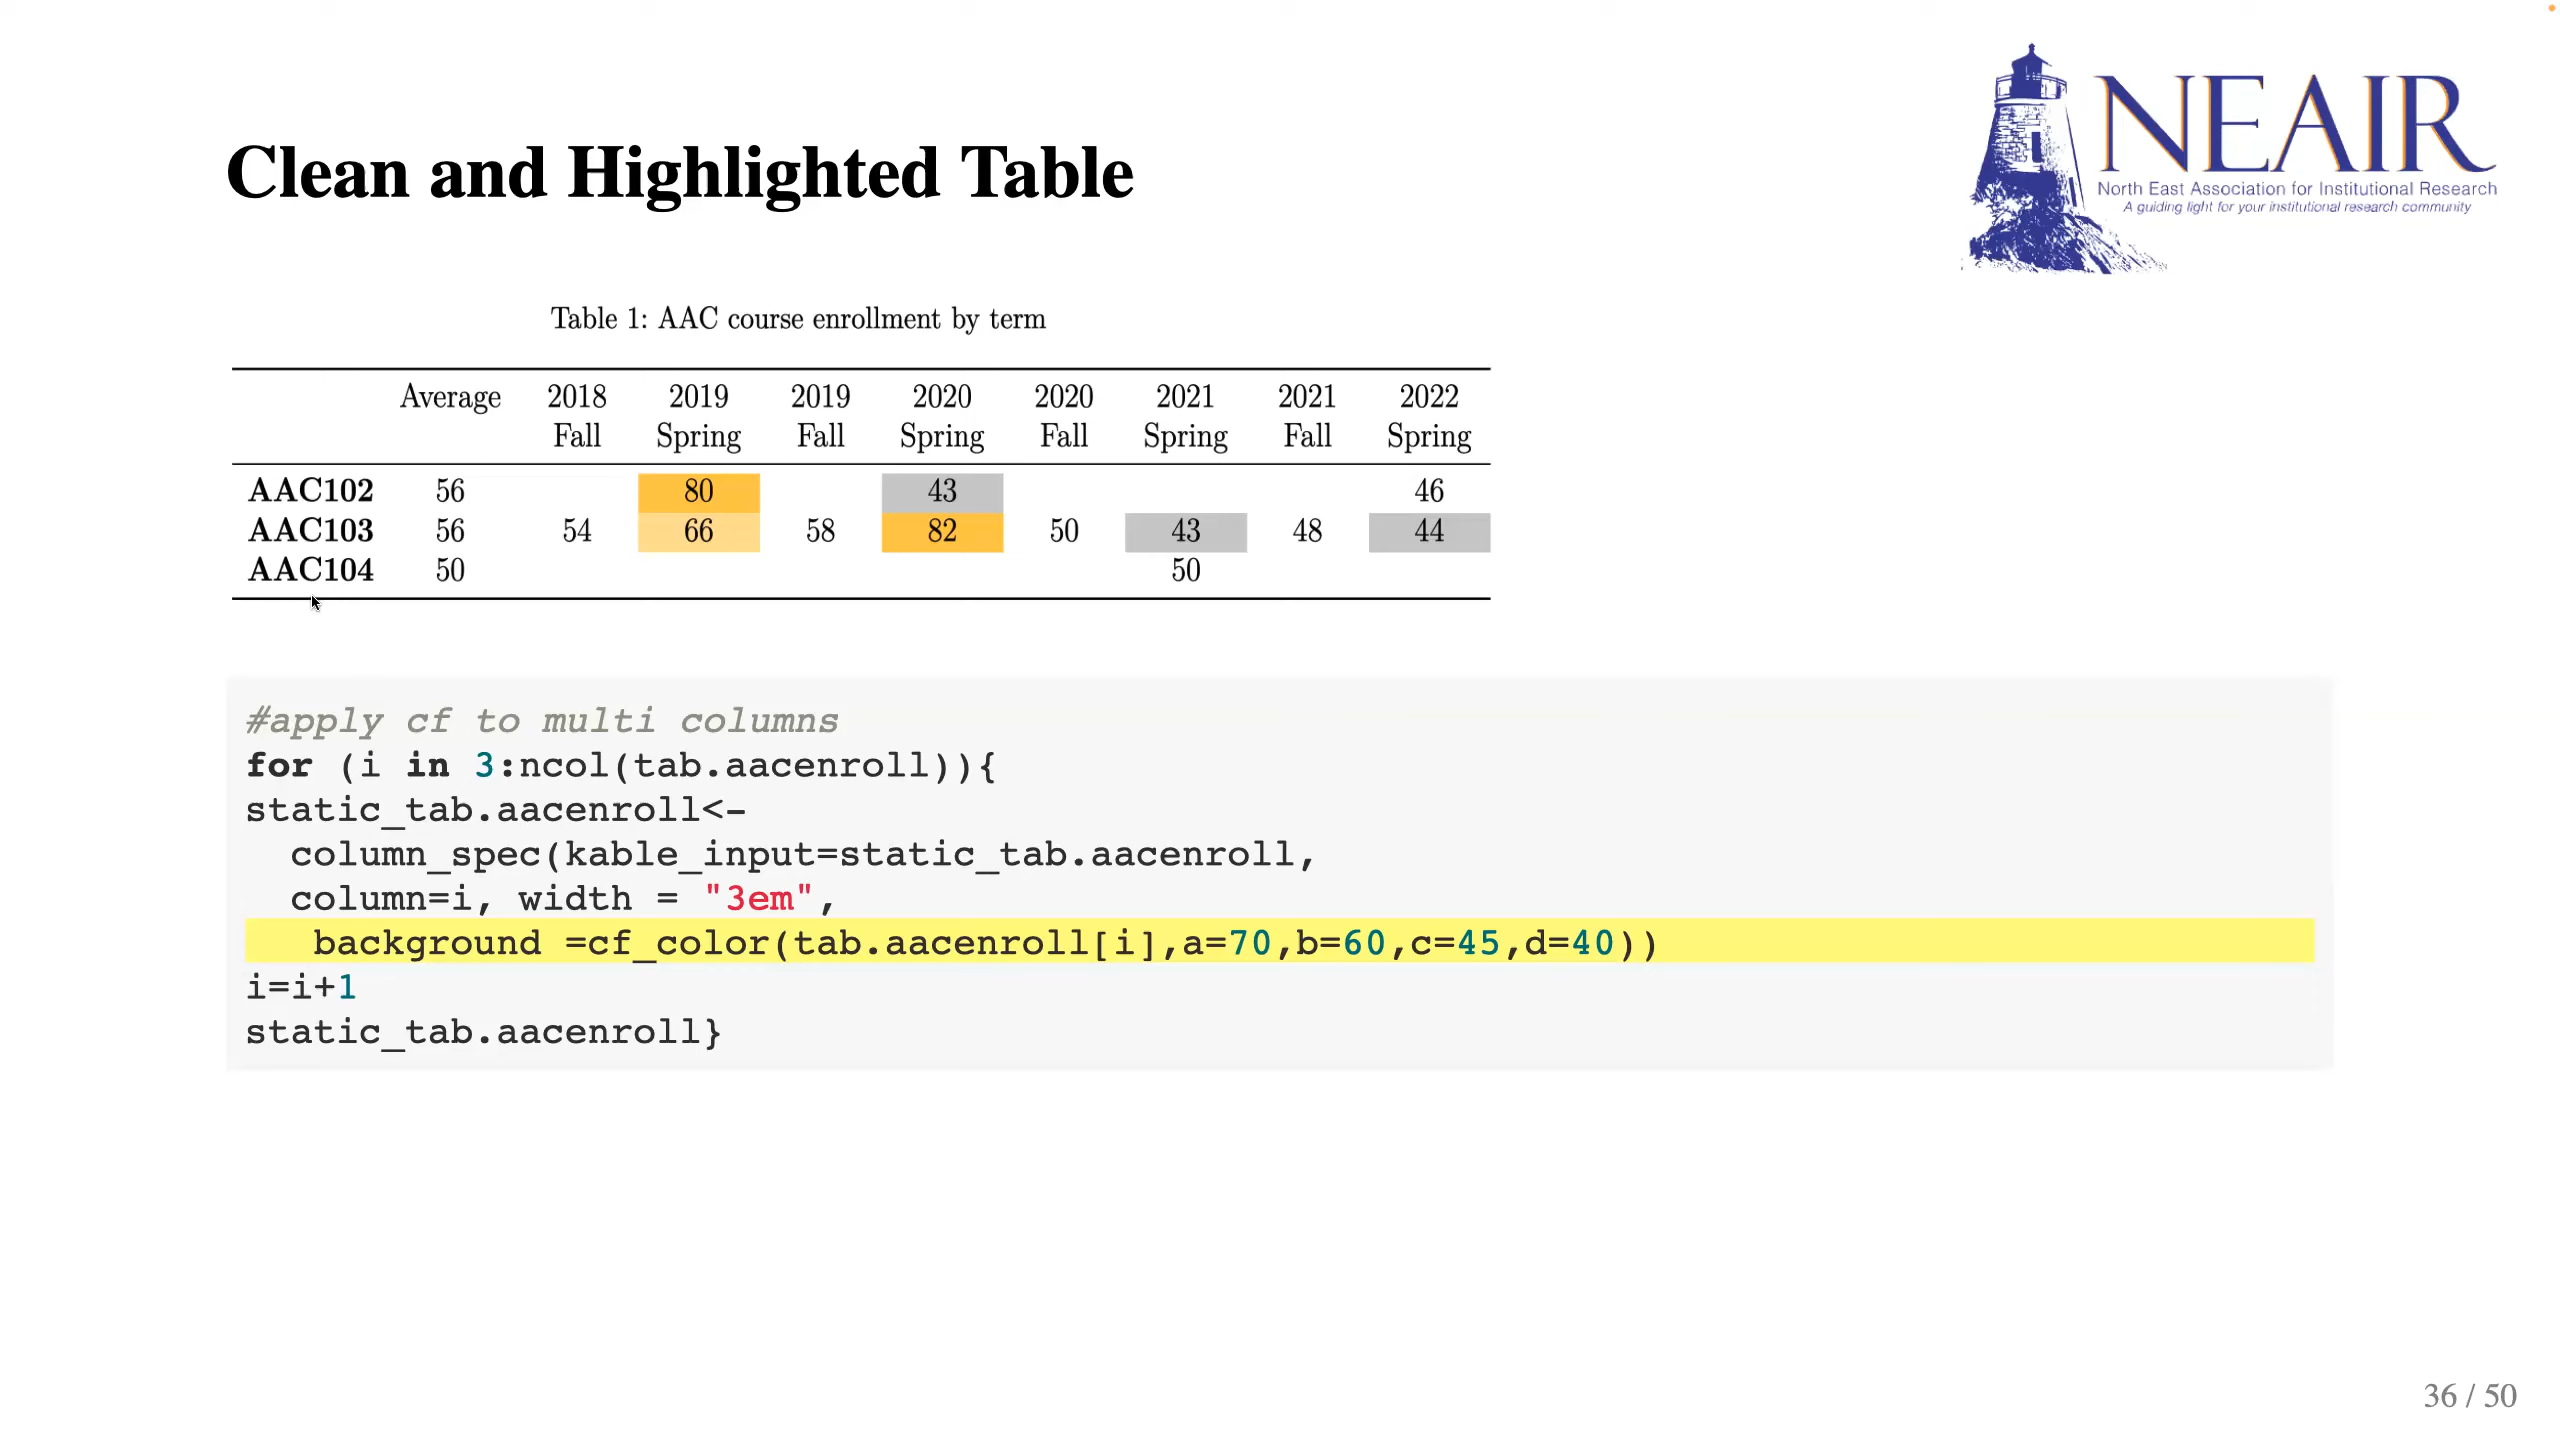 NEAIR
North East Association for Institutional Research
A guiding light for your institutional research community
Clean and Highlighted Table
Table 1: AAC course enrollment by term
Average 2018 2019 2019 2020 2020 2021 2021 2022
Fall Spring Fall Spring Fall Spring Fall Spring
AAC102 56 80 43 46
AAC103 56 54 66 58 82 50 43 48 44
AAC104 50 50
#apply cf to multi columns
for (i in 3:ncol(tab.aacenroll)){
static_tab.aacenroll<-
column_spec(kable_input=static_tab.aacenroll,
column=i, width = "3em",
background =cf_color(tab.aacenroll[i],a=70,b=60,c=45,d=40))
i=i+1
static_tab.aacenroll}
36 / 50